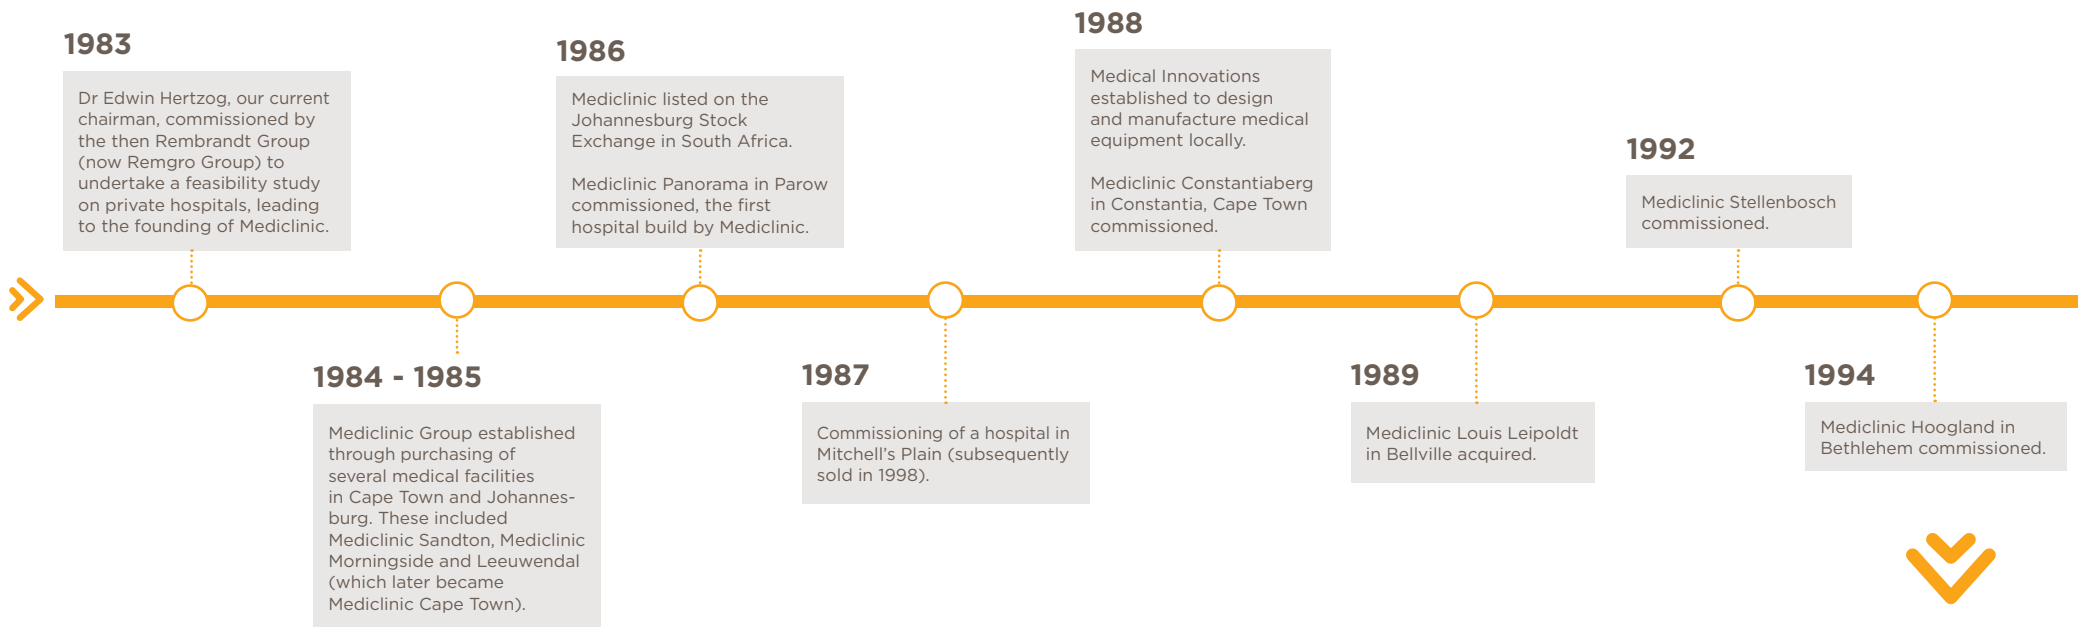 1983
Dr Edwin Hertzog, our current
chairman, commissioned by
the then Rembrandt Group
(now Remgro Group) to
undertake a feasibility study
on private hospitals, leading
to the founding of Mediclinic.
1984 - 1985
Mediclinic Group established
through purchasing of
several medical facilities
in Cape Town and Johannes-
burg. These included
Mediclinic Sandton, Mediclinic
Morningside and Leeuwendal
(which later became
Mediclinic Cape Town).
1986
Mediclinic listed on the
Johannesburg Stock
Exchange in South Africa.
Mediclinic Panorama in Parow
commissioned, the first
hospital build by Mediclinic.
1987
Commissioning of a hospital in
Mitchell's Plain (subsequently
sold in 1998).
1988
Medical Innovations
established to design
and manufacture medical
equipment locally.
Mediclinic Constantiaberg
in Constantia, Cape Town
commissioned.
1989
Mediclinic Louis Leipoldt
in Bellville acquired.
1992
Mediclinic Stellenbosch
commissioned.
1994
Mediclinic Hoogland in
Bethlehem commissioned.